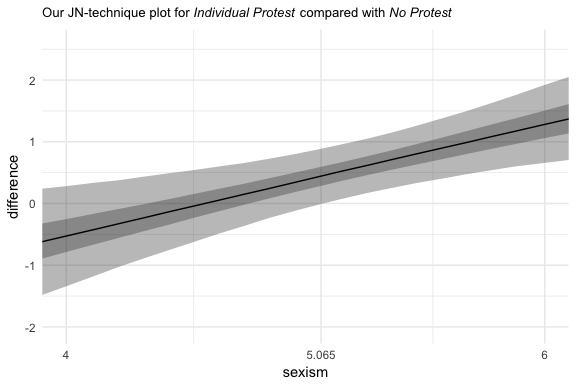 Our JN-technique plot for Individual Protest compared with No Protest
2
1
0
-1
-2
difference
4
5.065
6
sexism